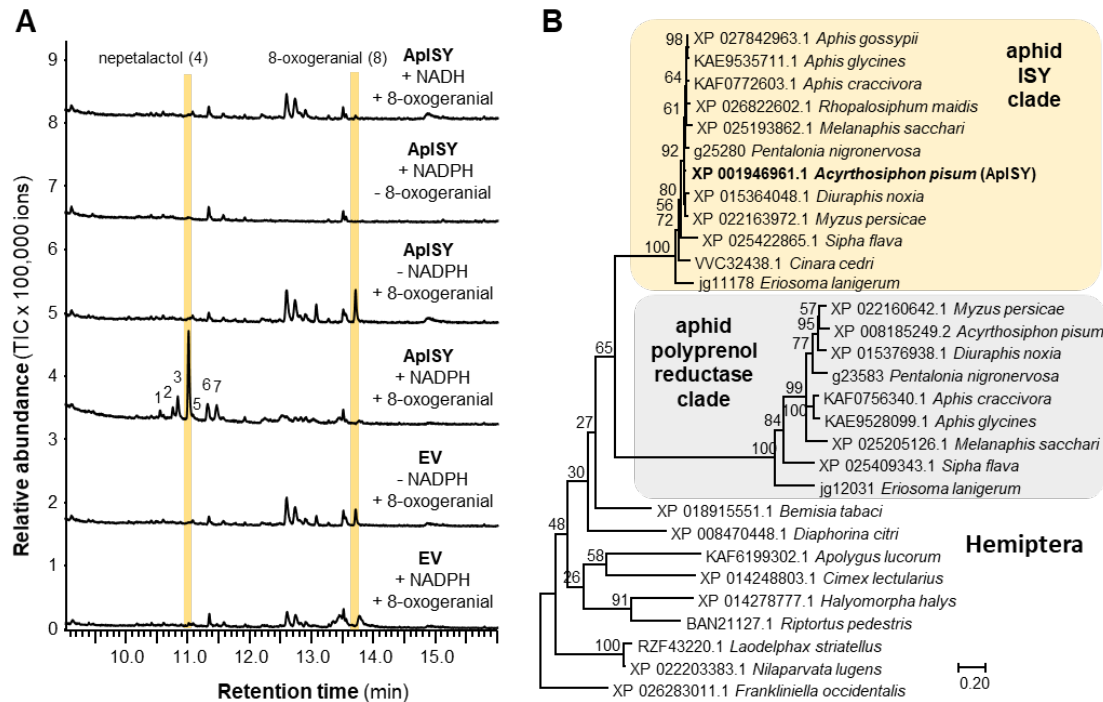 A
nepetalactol (4)
8-oxogeranial (8)
Relative abundance (TIC x 100,000 ions)
9
8
7
6
5
4
3
2
1
0
ApISY
+ NADH
+ 8-oxogeranial
ApISY
+ NADPH
- 8-oxogeranial
ApISY
- NADPH
+ 8-oxogeranial
ApISY
+ NADPH
+ 8-oxogeranial
1 2 3 5 6 7
EV
- NADPH
+ 8-oxogeranial
EV
+ NADPH
+ 8-oxogeranial
10.0 11.0 12.0 13.0 14.0 15.0
Retention time (min)
B
aphid
ISY
clade
98 XP 027842963.1 Aphis gossypii
KAE9535711.1 Aphis glycines
64 KAF0772603.1 Aphis craccivora
61 XP 026822602.1 Rhopalosiphum maidis
XP 025193862.1 Melanaphis sacchari
92 g25280 Pentalonia nigronervosa
XP 001946961.1 Acyrthosiphon pisum (ApISY)
80 XP 015364048.1 Diuraphis noxia
56
72 XP 022163972.1 Myzus persicae
XP 025422865.1 Sipha flava
100 VVC32438.1 Cinara cedri
jg11178 Eriosoma lanigerum
aphid
polyprenol
reductase
clade
57 XP 022160642.1 Myzus persicae
95 XP 008185249.2 Acyrthosiphon pisum
77 XP 015376938.1 Diuraphis noxia
g23583 Pentalonia nigronervosa
99 KAF0756340.1 Aphis craccivora
100 KAE9528099.1 Aphis glycines
84 XP 025205126.1 Melanaphis sacchari
100 XP 025409343.1 Sipha flava
jg12031 Eriosoma lanigerum
65
27
30
48
26
XP 018915551.1 Bemisia tabaci
XP 008470448.1 Diaphorina citri
Hemiptera
58 KAF6199302.1 Apolygus lucorum
XP 014248803.1 Cimex lectularius
91 XP 014278777.1 Halyomorpha halys
BAN21127.1 Riptortus pedestris
100 RZF43220.1 Laodelphax striatellus
XP 022203383.1 Nilaparvata lugens
XP 026283011.1 Frankliniella occidentalis
0.20